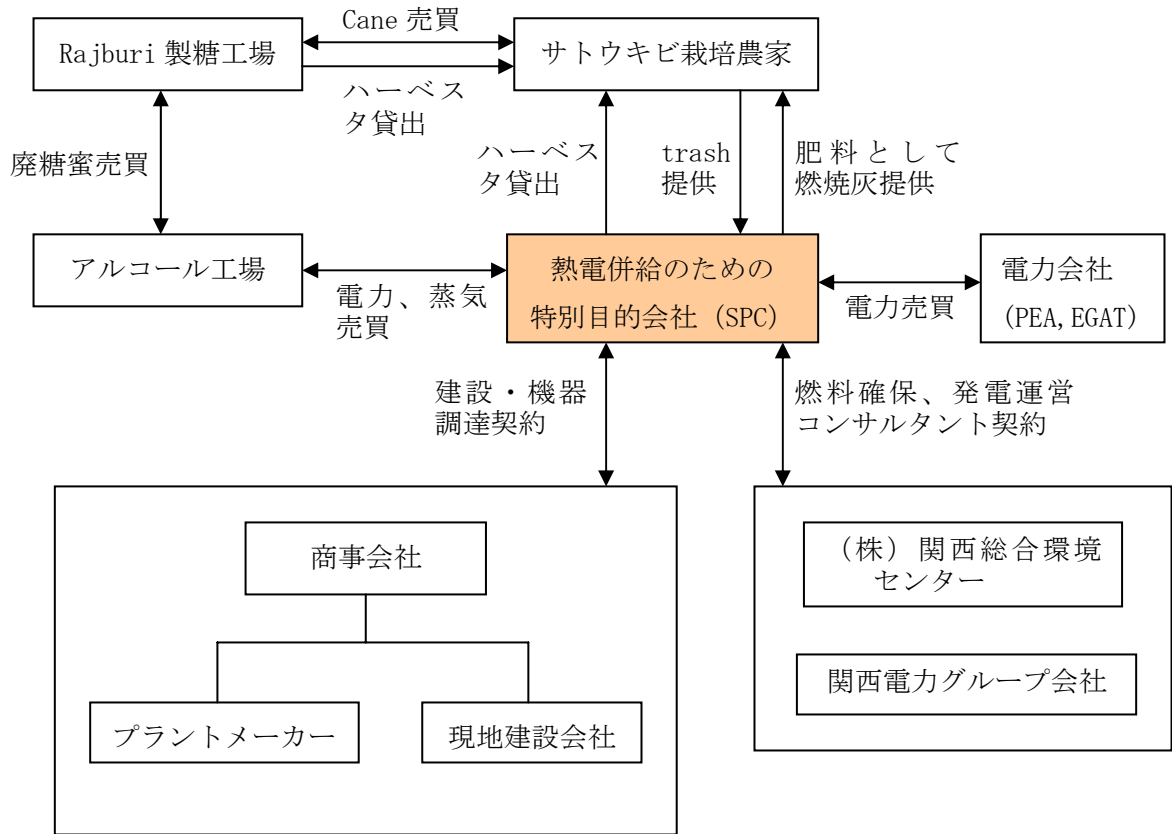 Cane 売買
Rajburi 製糖工場
サトウキビ栽培農家
ハーベス
タ貸出
廃糖蜜売買
ハーベス
タ貸出
trash
提供
肥料として
燃焼灰提供
アルコール工場
電力、蒸気
売買
熱電併給のための
特別目的会社（SPC）
電力売買
電力会社
(PEA,EGAT)
建設・機器
調達契約
燃料確保、発電運営
コンサルタント契約
商事会社
プラントメーカー
現地建設会社
（株）関西総合環境
センター
関西電力グループ会社